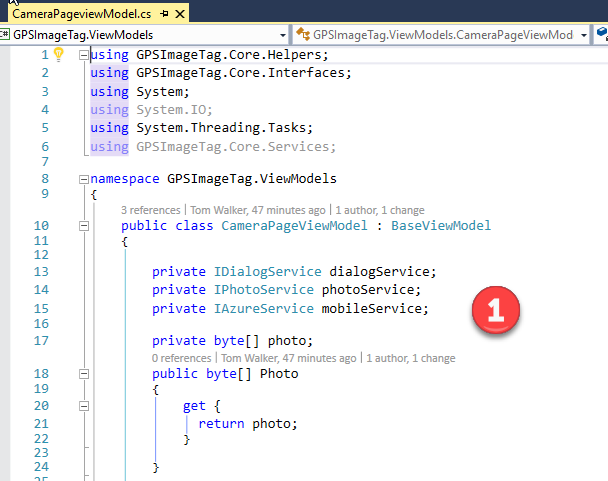 CameraPageviewModel.cs
GPSImageTag.ViewModels
GPSImageTag.ViewModels.CameraPageViewMod
1 using GPSImageTag.Core.Helpers;
2 using GPSImageTag.Core.Interfaces;
3 using System;
4 using System.IO;
5 using System.Threading.Tasks;
6 using GPSImageTag.Core.Services;
7
8 namespace GPSImageTag.ViewModels
9 {
3 references | Tom Walker, 47 minutes ago | 1 author, 1 change
10 public class CameraPageViewModel : BaseViewModel
11 {
12
13 private IDialogService dialogService;
14 private IPhotoService photoService;
15 private IAzureService mobileService;
1
16
17 private byte[] photo;
0 references | Tom Walker, 47 minutes ago | 1 author, 1 change
18 public byte[] Photo
19 {
20 get {
21 return photo;
22 }
23
24 }